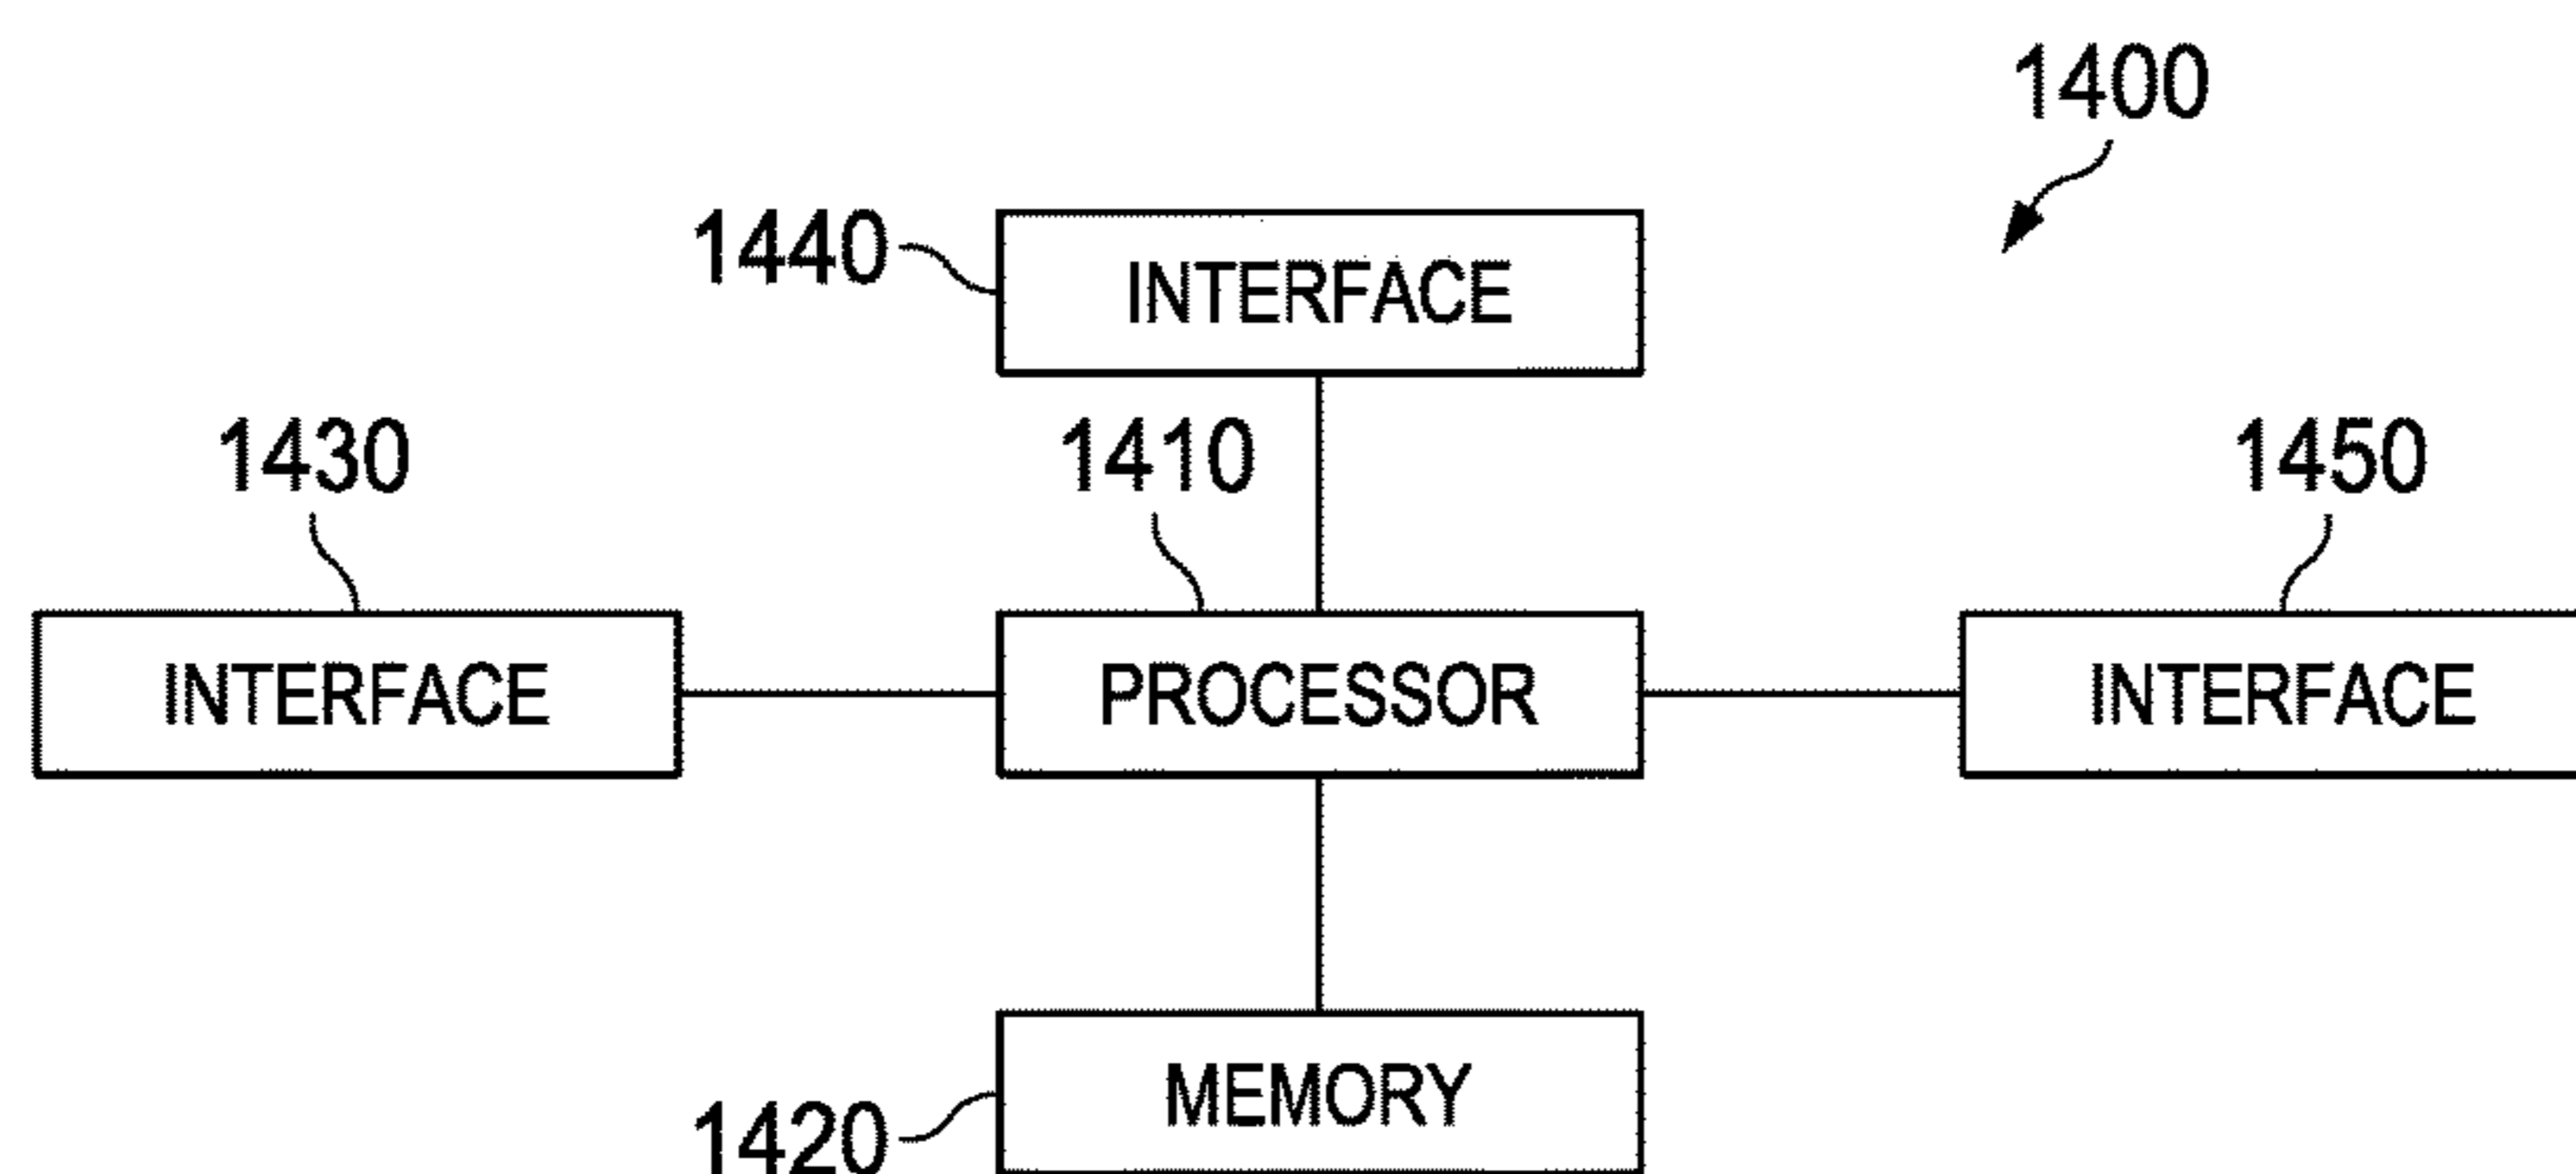 1400
1440
INTERFACE
1430
1410
1450
INTERFACE
PROCESSOR
INTERFACE
MEMORY
1420